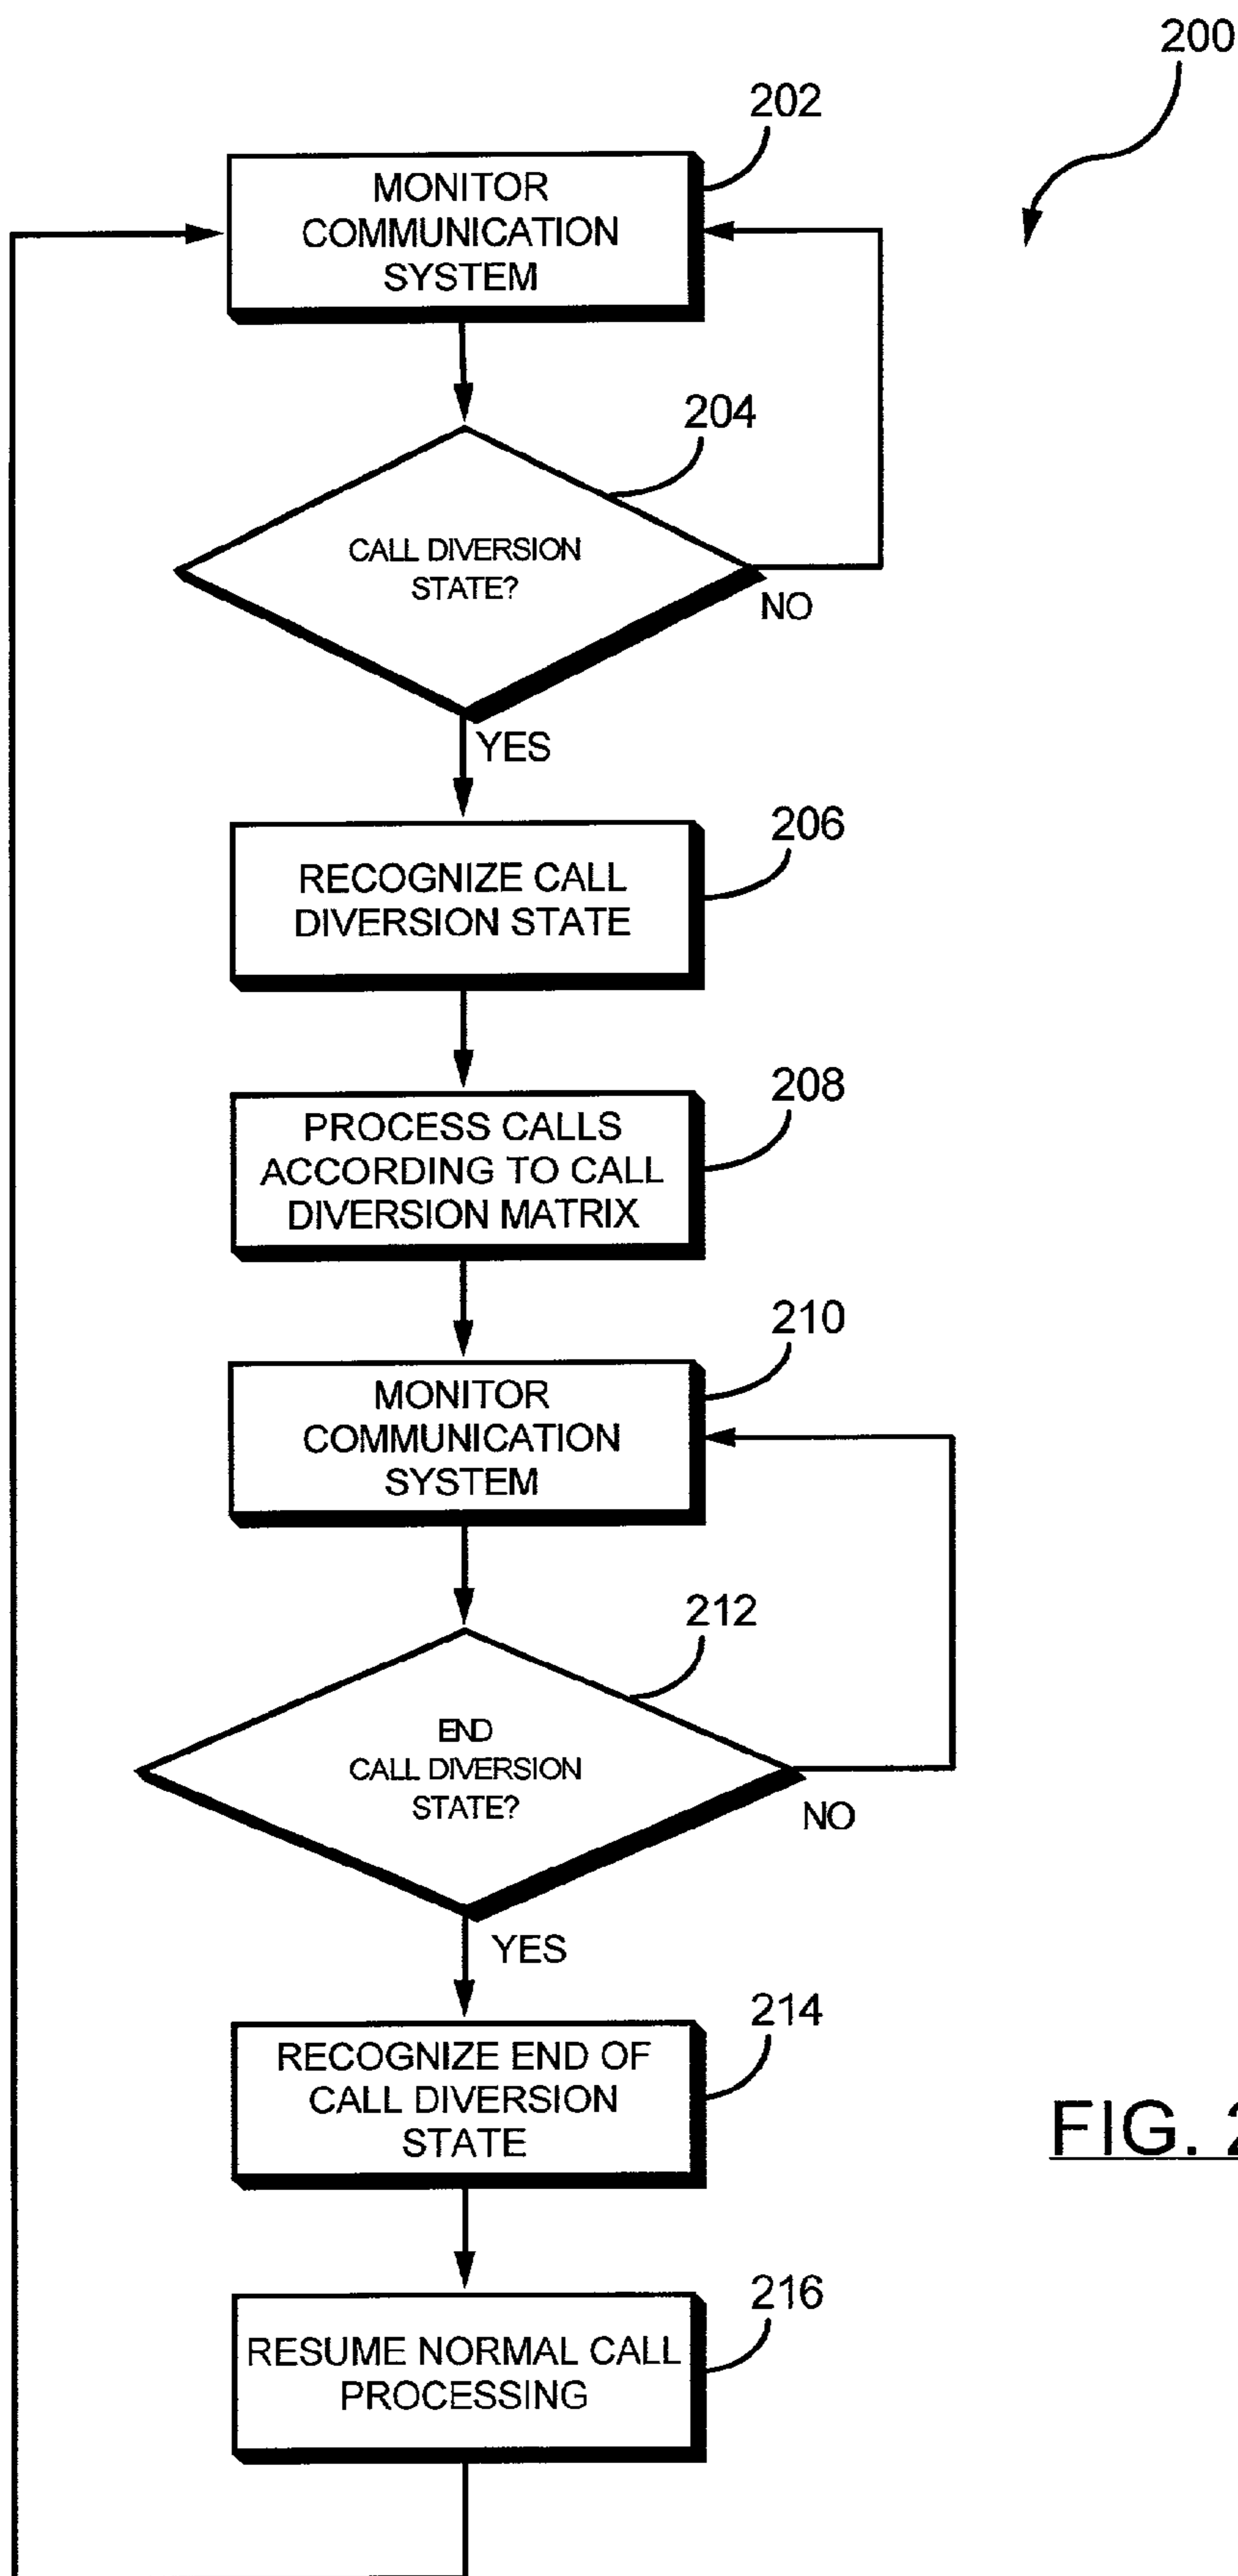 200
202
MONITOR
COMMUNICATION
SYSTEM
204
CALL DIVERSION
STATE?
NO
YES
206
RECOGNIZE CALL
DIVERSION STATE
208
PROCESS CALLS
ACCORDING TO CALL
DIVERSION MATRIX
210
MONITOR
COMMUNICATION
SYSTEM
212
END
CALL DIVERSION
STATE?
NO
YES
214
RECOGNIZE END OF
CALL DIVERSION
STATE
FIG. 2
216
RESUME NORMAL CALL
PROCESSING